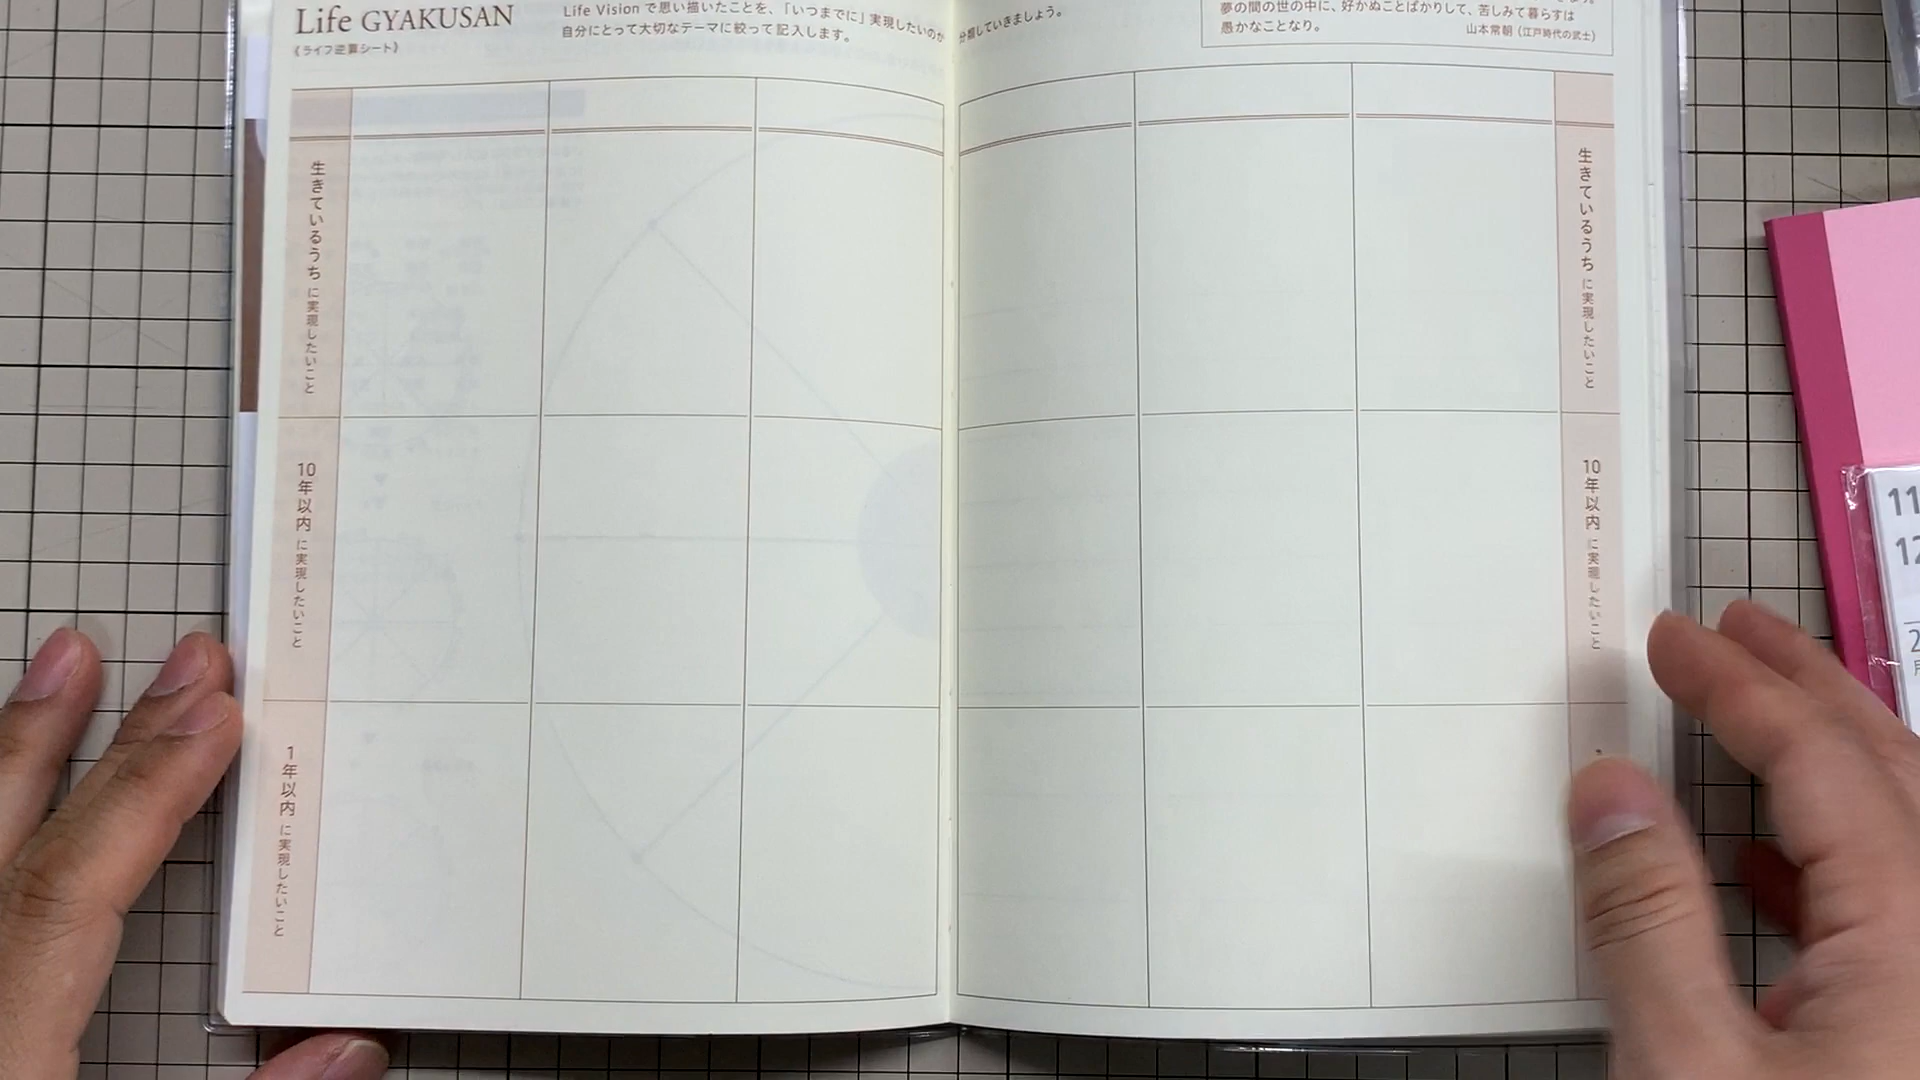 Life GYAKUSAN
《ライフ逆算シート》
Life Vision で思い描いたことを、「いつまでに」実現したいのか
自分にとって大切なテーマに絞って記入します。
分類していきましょう。
夢の間の世の中に、好かぬことばかりして、苦しみて暮らすは
愚かなことなり。
山本常朝（江戸時代の武士）
生きているうち に実現したいこと
10年以内 に実現したいこと
1年以内 に実現したいこと
生きているうち に実現したいこと
10年以内 に実現したいこと
11
12
2